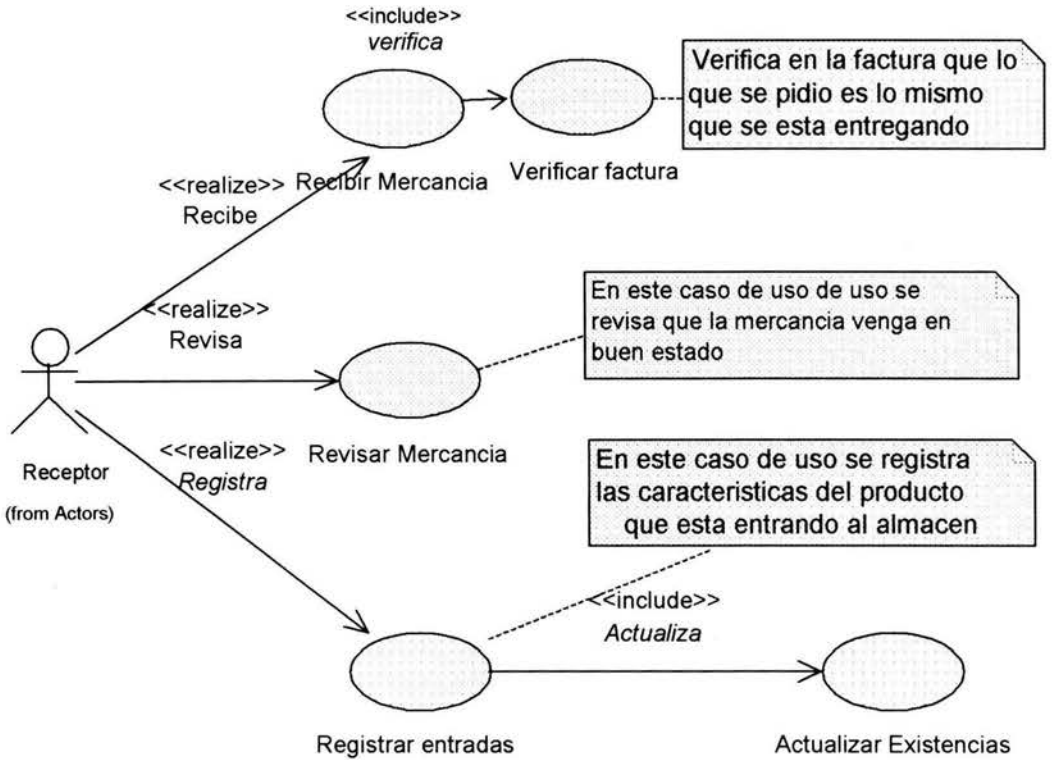 <<include>>
verifica
Verifica en la factura que lo
que se pidio es lo mismo
que se esta entregando
<<realize>>
Recibe
Recibir Mercancia
Verificar factura
<<realize>>
Revisa
En este caso de uso de uso se
revisa que la mercancia venga en
buen estado
Receptor
(from Actors)
<<realize>>
Registra
Revisar Mercancia
En este caso de uso se registra
las caracteristicas del producto
que esta entrando al almacen
<<include>>
Actualiza
Registrar entradas
Actualizar Existencias